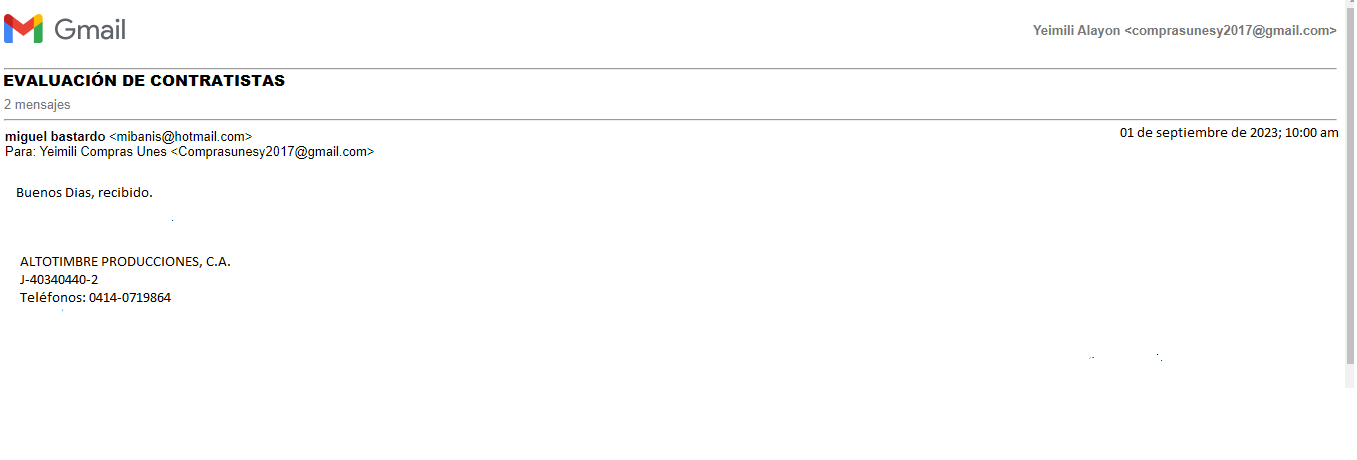 Gmail
Yeimili Alayon <comprasunesy2017@gmail.com>
EVALUACIÓN DE CONTRATISTAS
2 mensajes
miguel bastardo <mibanis@hotmail.com>
01 de septiembre de 2023; 10:00 am
Para: Yeimili Compras Unes <Comprasunesy2017@gmail.com>
Buenos Dias, recibido.
ALTOTIMBRE PRODUCCIONES, C.A.
J-40340440-2
Teléfonos: 0414-0719864